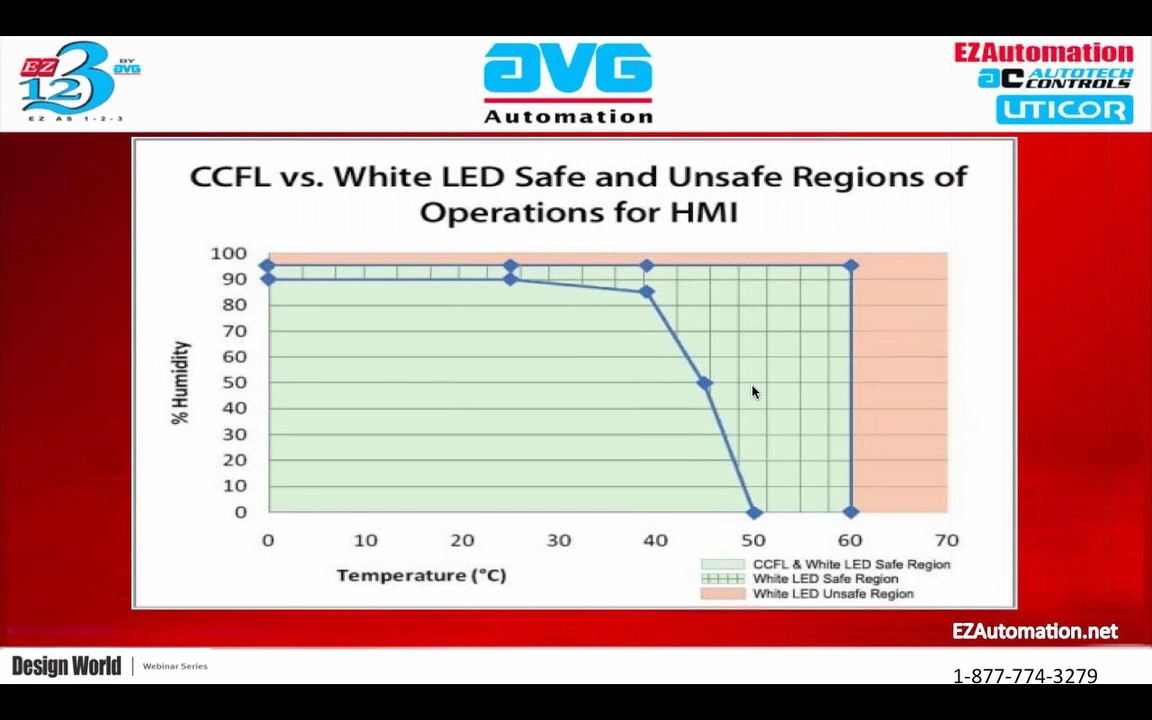 EZ
123
BY
AVG
EZ AS 1-2-3
AVG
Automation
EZAutomation
AC AUTOTECH
CONTROLS
UTICOR
CCFL vs. White LED Safe and Unsafe Regions of
Operations for HMI
% Humidity
100
90
80
70
60
50
40
30
20
10
0
0 10 20 30 40 50 60 70
Temperature (°C)
CCFL & White LED Safe Region
White LED Safe Region
White LED Unsafe Region
EZAutomation.net
Design World
Webinar Series
1-877-774-3279